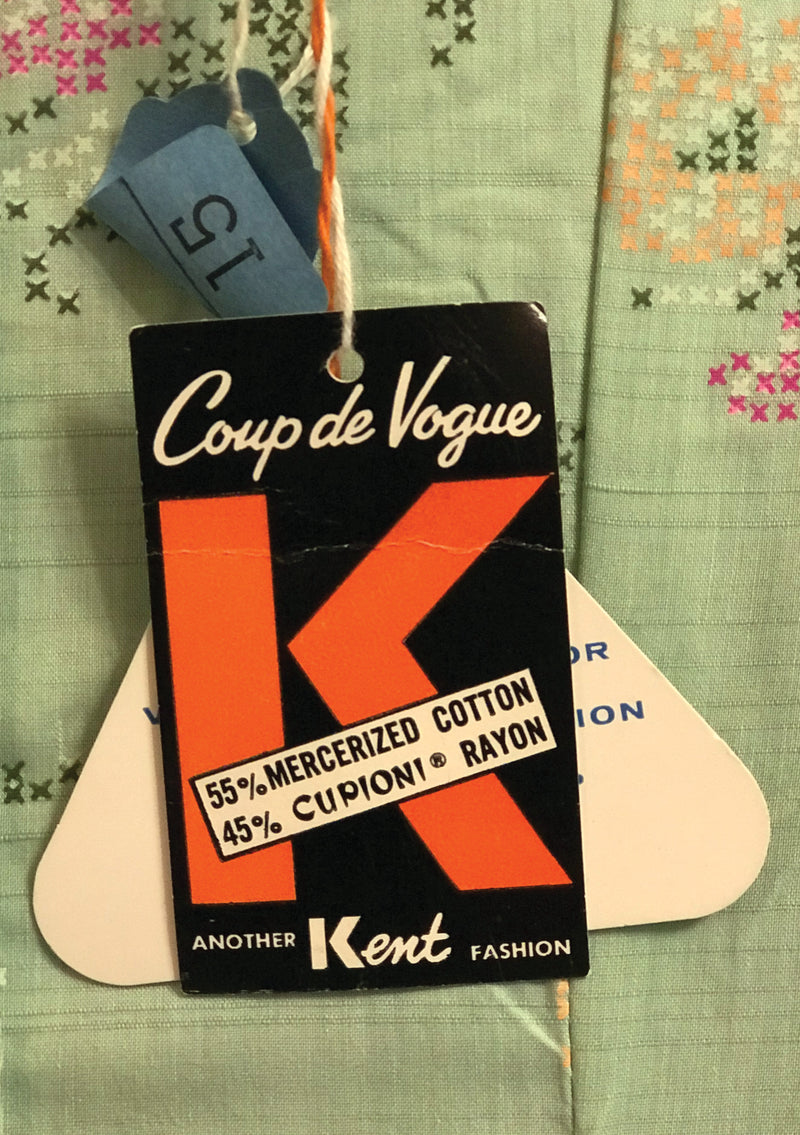 15
Coup de Vogue
K
55% MERCERIZED COTTON
45% CUPIONI® RAYON
ANOTHER Kent FASHION